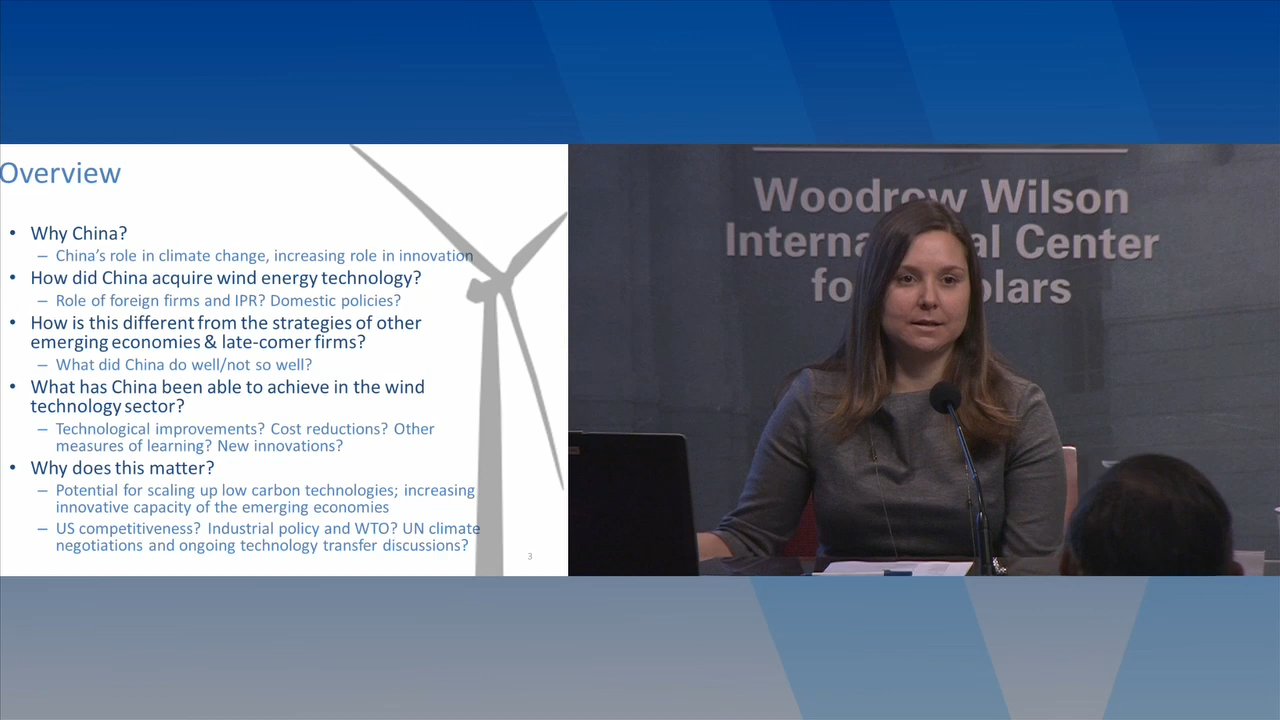 Overview
• Why China?
– China's role in climate change, increasing role in innovation
• How did China acquire wind energy technology?
– Role of foreign firms and IPR? Domestic policies?
• How is this different from the strategies of other
emerging economies & late-comer firms?
– What did China do well/not so well?
• What has China been able to achieve in the wind
technology sector?
– Technological improvements? Cost reductions? Other
measures of learning? New innovations?
• Why does this matter?
– Potential for scaling up low carbon technologies; increasing
innovative capacity of the emerging economies
– US competitiveness? Industrial policy and WTO? UN climate
negotiations and ongoing technology transfer discussions?
3
Woodrow Wilson
Interna al Center
fo olars